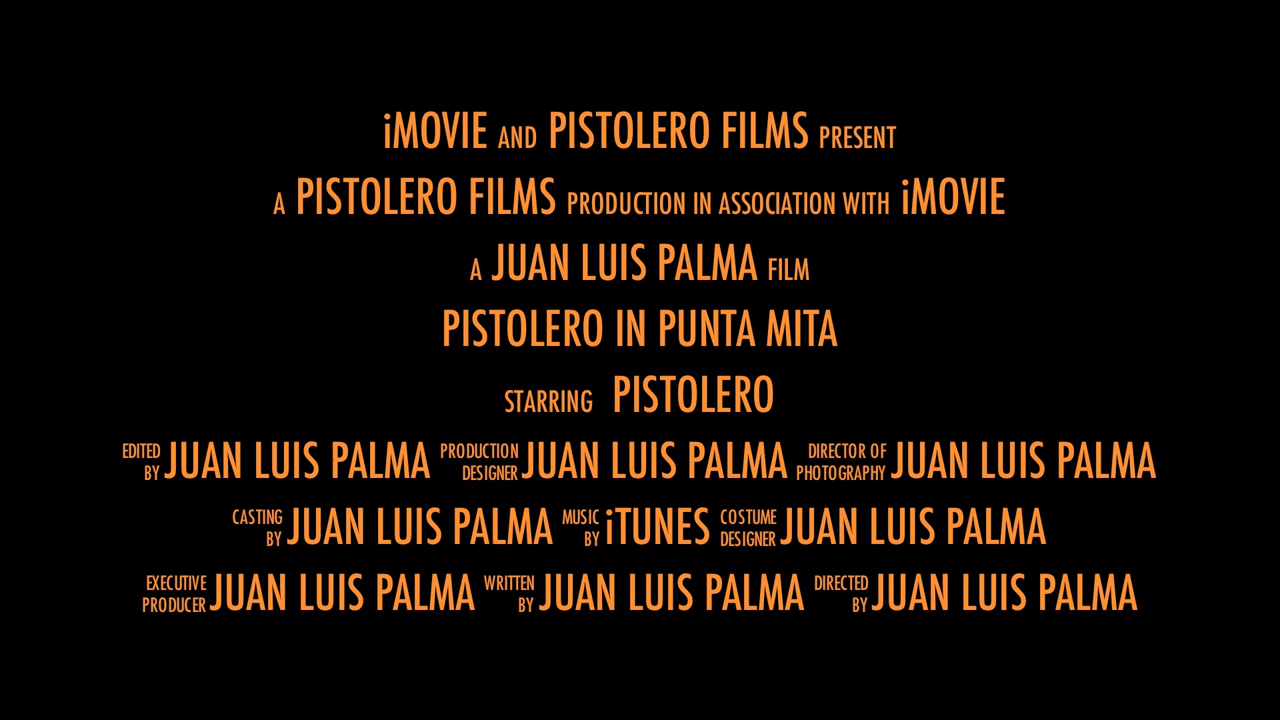 iMOVIE AND PISTOLERO FILMS PRESENT
A PISTOLERO FILMS PRODUCTION IN ASSOCIATION WITH iMOVIE
A JUAN LUIS PALMA FILM
PISTOLERO IN PUNTA MITA
STARRING PISTOLERO
EDITED BY JUAN LUIS PALMA PRODUCTION DESIGNER JUAN LUIS PALMA DIRECTOR OF PHOTOGRAPHY JUAN LUIS PALMA
CASTING BY JUAN LUIS PALMA MUSIC BY iTUNES COSTUME DESIGNER JUAN LUIS PALMA
EXECUTIVE PRODUCER JUAN LUIS PALMA WRITTEN BY JUAN LUIS PALMA DIRECTED BY JUAN LUIS PALMA